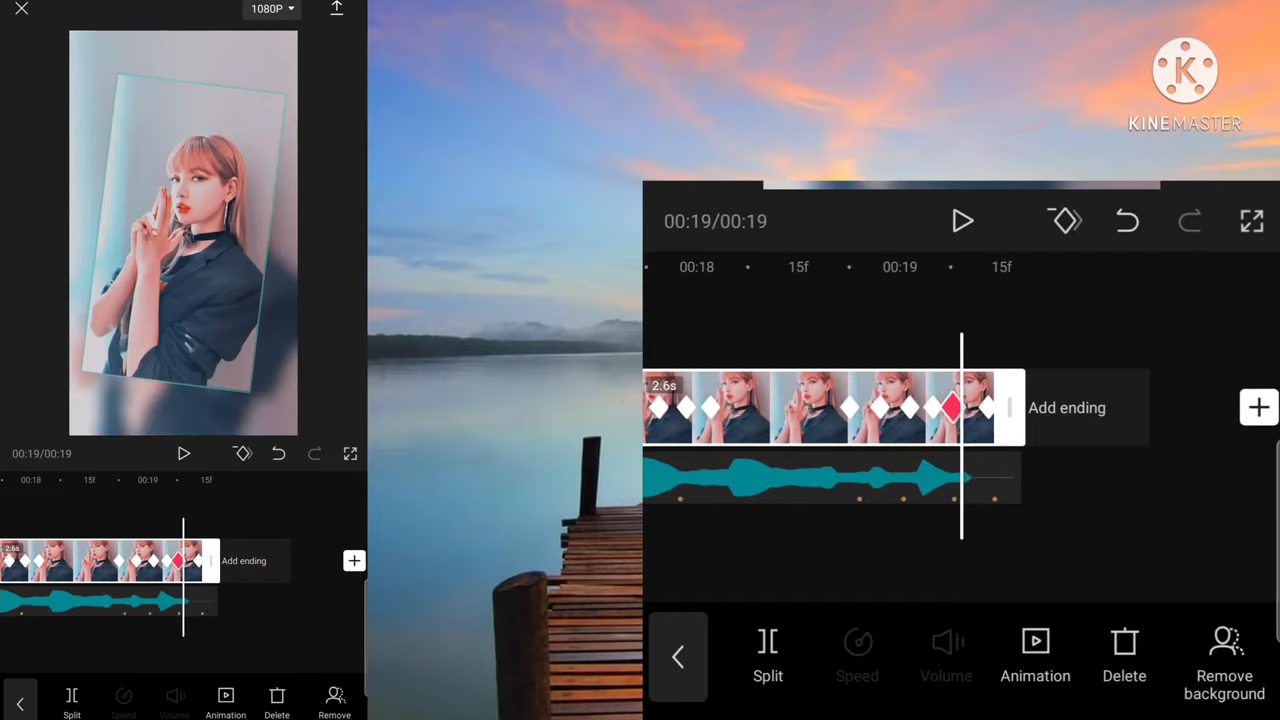 1080P
00:19/00:19
00:18
15f
00:19
15f
2.6s
Add ending
Split
Speed
Volume
Animation
Delete
Remove
KINEMASTER
00:19/00:19
00:18
15f
00:19
15f
2.6s
Add ending
Split
Speed
Volume
Animation
Delete
Remove
background